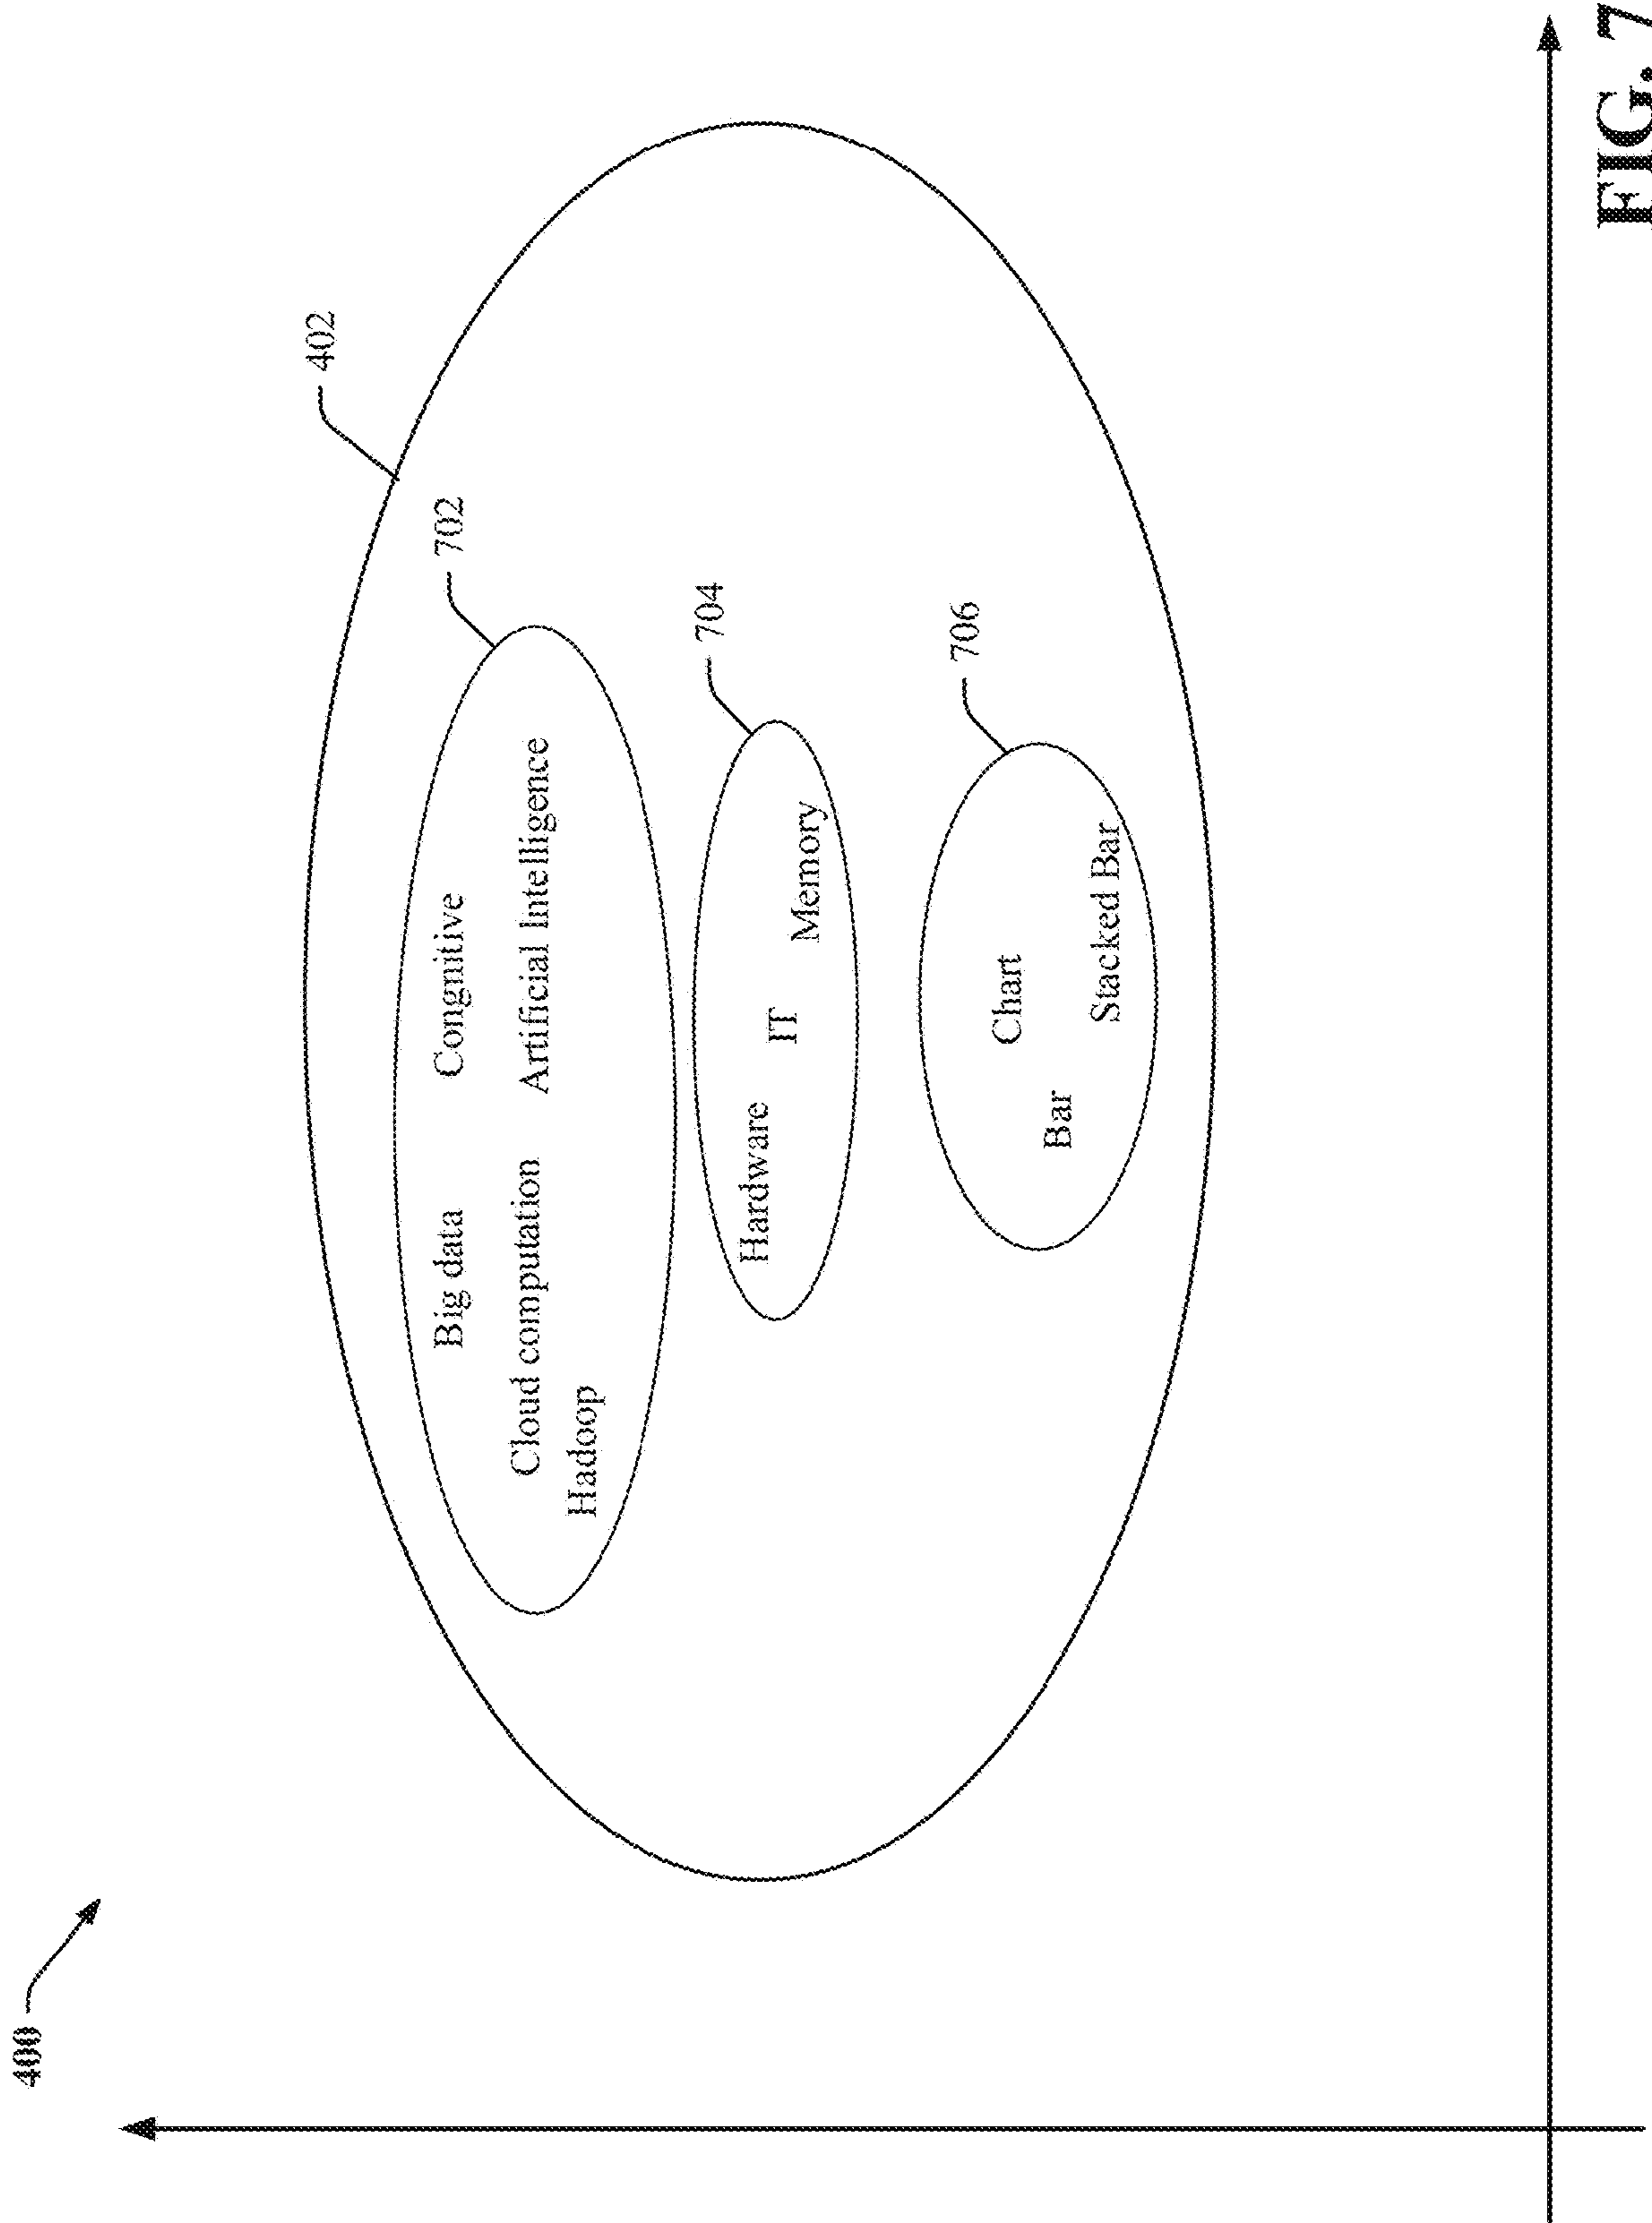 400
402
702
Big data
Congnitive
Cloud computation
Artificial Intelligence
Hadoop
704
Hardware
IT
Memory
706
Chart
Bar
Stacked Bar
FIG. 7